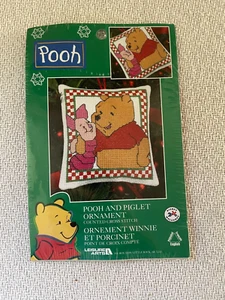 Pooh
POOH AND PIGLET
ORNAMENT
COUNTED CROSS STITCH
ORNEMENT WINNIE
ET PORCINET
POINT DE CROIX COMPTÉ
LEISURE
ARTS